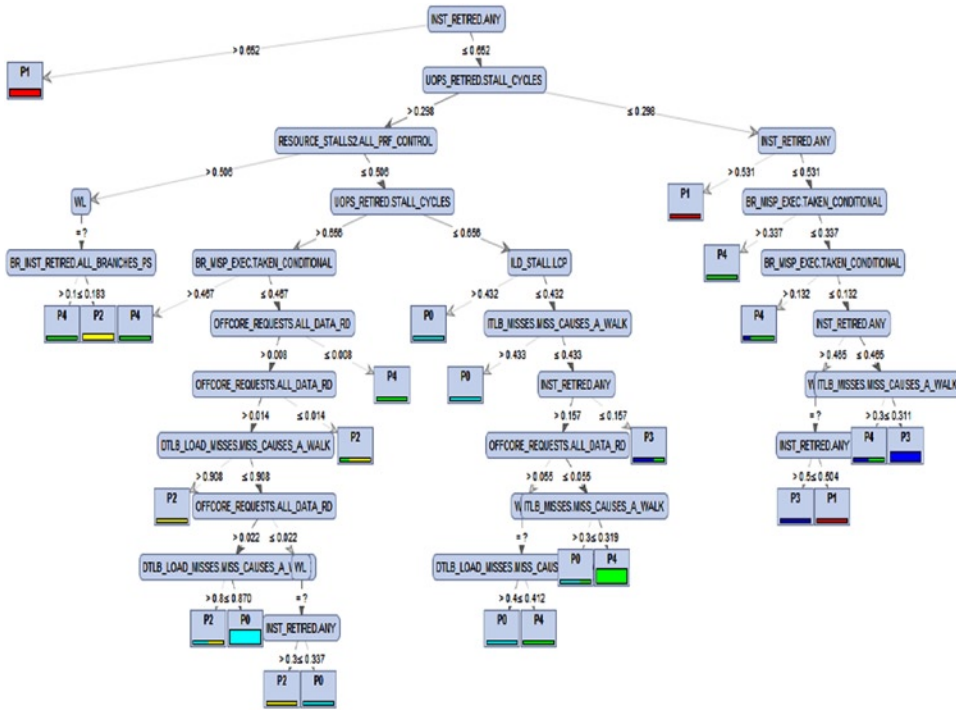 INST_RETIRED.ANY
> 0.662 ≤ 0.662
P1 UOPS_RETIRED.STALL_CYCLES
> 0.298 ≤ 0.298
RESOURCE_STALLS2.ALL_PRF_CONTROL INST_RETIRED.ANY
> 0.506 ≤ 0.506 > 0.531 ≤ 0.531
WL UOPS_RETIRED.STALL_CYCLES P1 BR_MISP_EXEC.TAKEN_CONDITIONAL
= ? > 0.656 ≤ 0.656 > 0.337 ≤ 0.337
BR_INST_RETIRED.ALL_BRANCHES_PS BR_MISP_EXEC.TAKEN_CONDITIONAL ILD_STALL.LCP P4 BR_MISP_EXEC.TAKEN_CONDITIONAL
> 0.1 ≤ 0.183 > 0.467 ≤ 0.467 > 0.432 ≤ 0.432 > 0.132 ≤ 0.132
P4 P2 P4 OFFCORE_REQUESTS.ALL_DATA_RD P0 ITLB_MISSES.MISS_CAUSES_A_WALK P4 INST_RETIRED.ANY
> 0.008 ≤ 0.008 > 0.433 ≤ 0.433 > 0.465 ≤ 0.465
OFFCORE_REQUESTS.ALL_DATA_RD P4 P0 INST_RETIRED.ANY W ITLB_MISSES.MISS_CAUSES_A_WALK
> 0.014 ≤ 0.014 > 0.157 ≤ 0.157 = ? > 0.3 ≤ 0.311
DTLB_LOAD_MISSES.MISS_CAUSES_A_WALK P2 OFFCORE_REQUESTS.ALL_DATA_RD P3 INST_RETIRED.ANY P4 P3
> 0.908 ≤ 0.908 > 0.055 ≤ 0.055 > 0.5 ≤ 0.504
P2 OFFCORE_REQUESTS.ALL_DATA_RD W ITLB_MISSES.MISS_CAUSES_A_WALK P3 P1
> 0.022 ≤ 0.022 = ? > 0.3 ≤ 0.319
DTLB_LOAD_MISSES.MISS_CAUSES_A_W WL DTLB_LOAD_MISSES.MISS_CAUS P0 P4
> 0.8 ≤ 0.870 = ? > 0.4 ≤ 0.412
P2 P0 INST_RETIRED.ANY P0 P4
> 0.3 ≤ 0.337
P2 P0